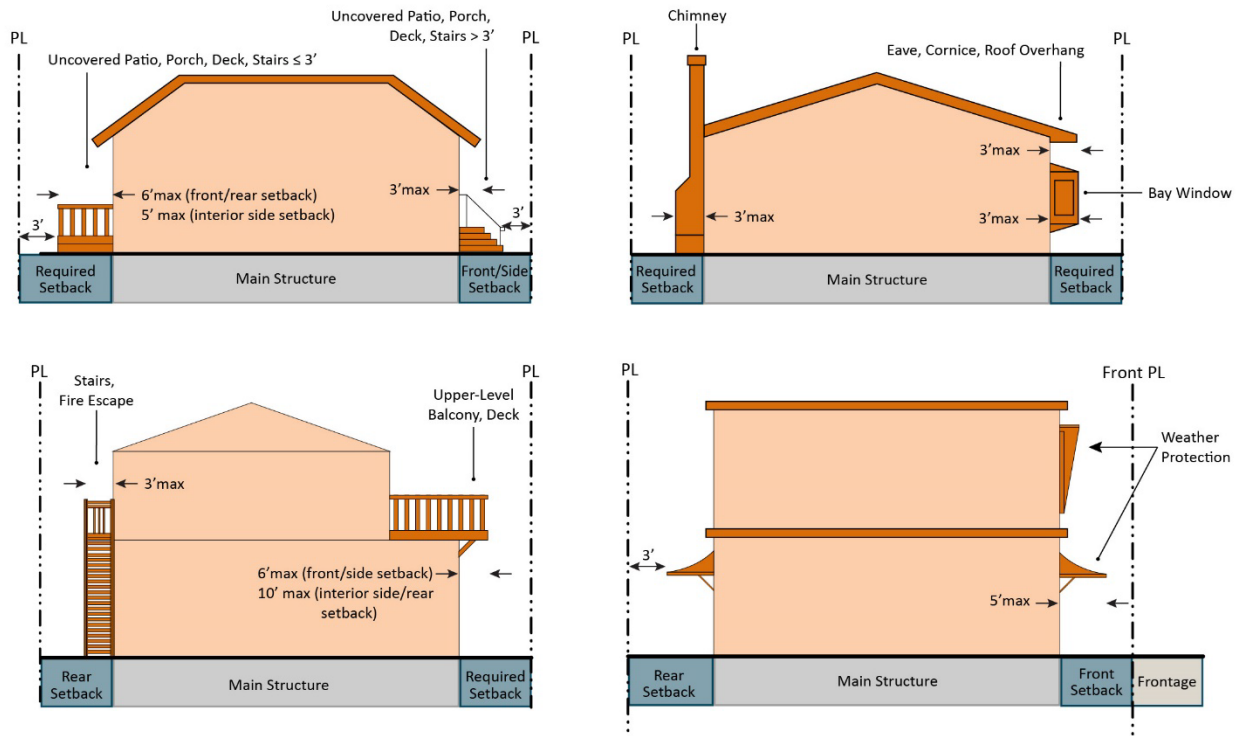 PL
Uncovered Patio, Porch, Deck, Stairs ≤ 3'
Uncovered Patio, Porch,
Deck, Stairs > 3'
PL
6'max (front/rear setback)
5' max (interior side setback)
3'max
3'
3'
Required
Setback
Main Structure
Front/Side
Setback
PL
Chimney
Eave, Cornice, Roof Overhang
PL
3'max
Bay Window
3'max
3'max
Required
Setback
Main Structure
Required
Setback
PL
Stairs,
Fire Escape
Upper-Level
Balcony, Deck
PL
3'max
6'max (front/side setback)
10' max (interior side/rear
setback)
Rear
Setback
Main Structure
Required
Setback
PL
Front PL
Weather
Protection
3'
5'max
Rear
Setback
Main Structure
Front
Setback
Frontage